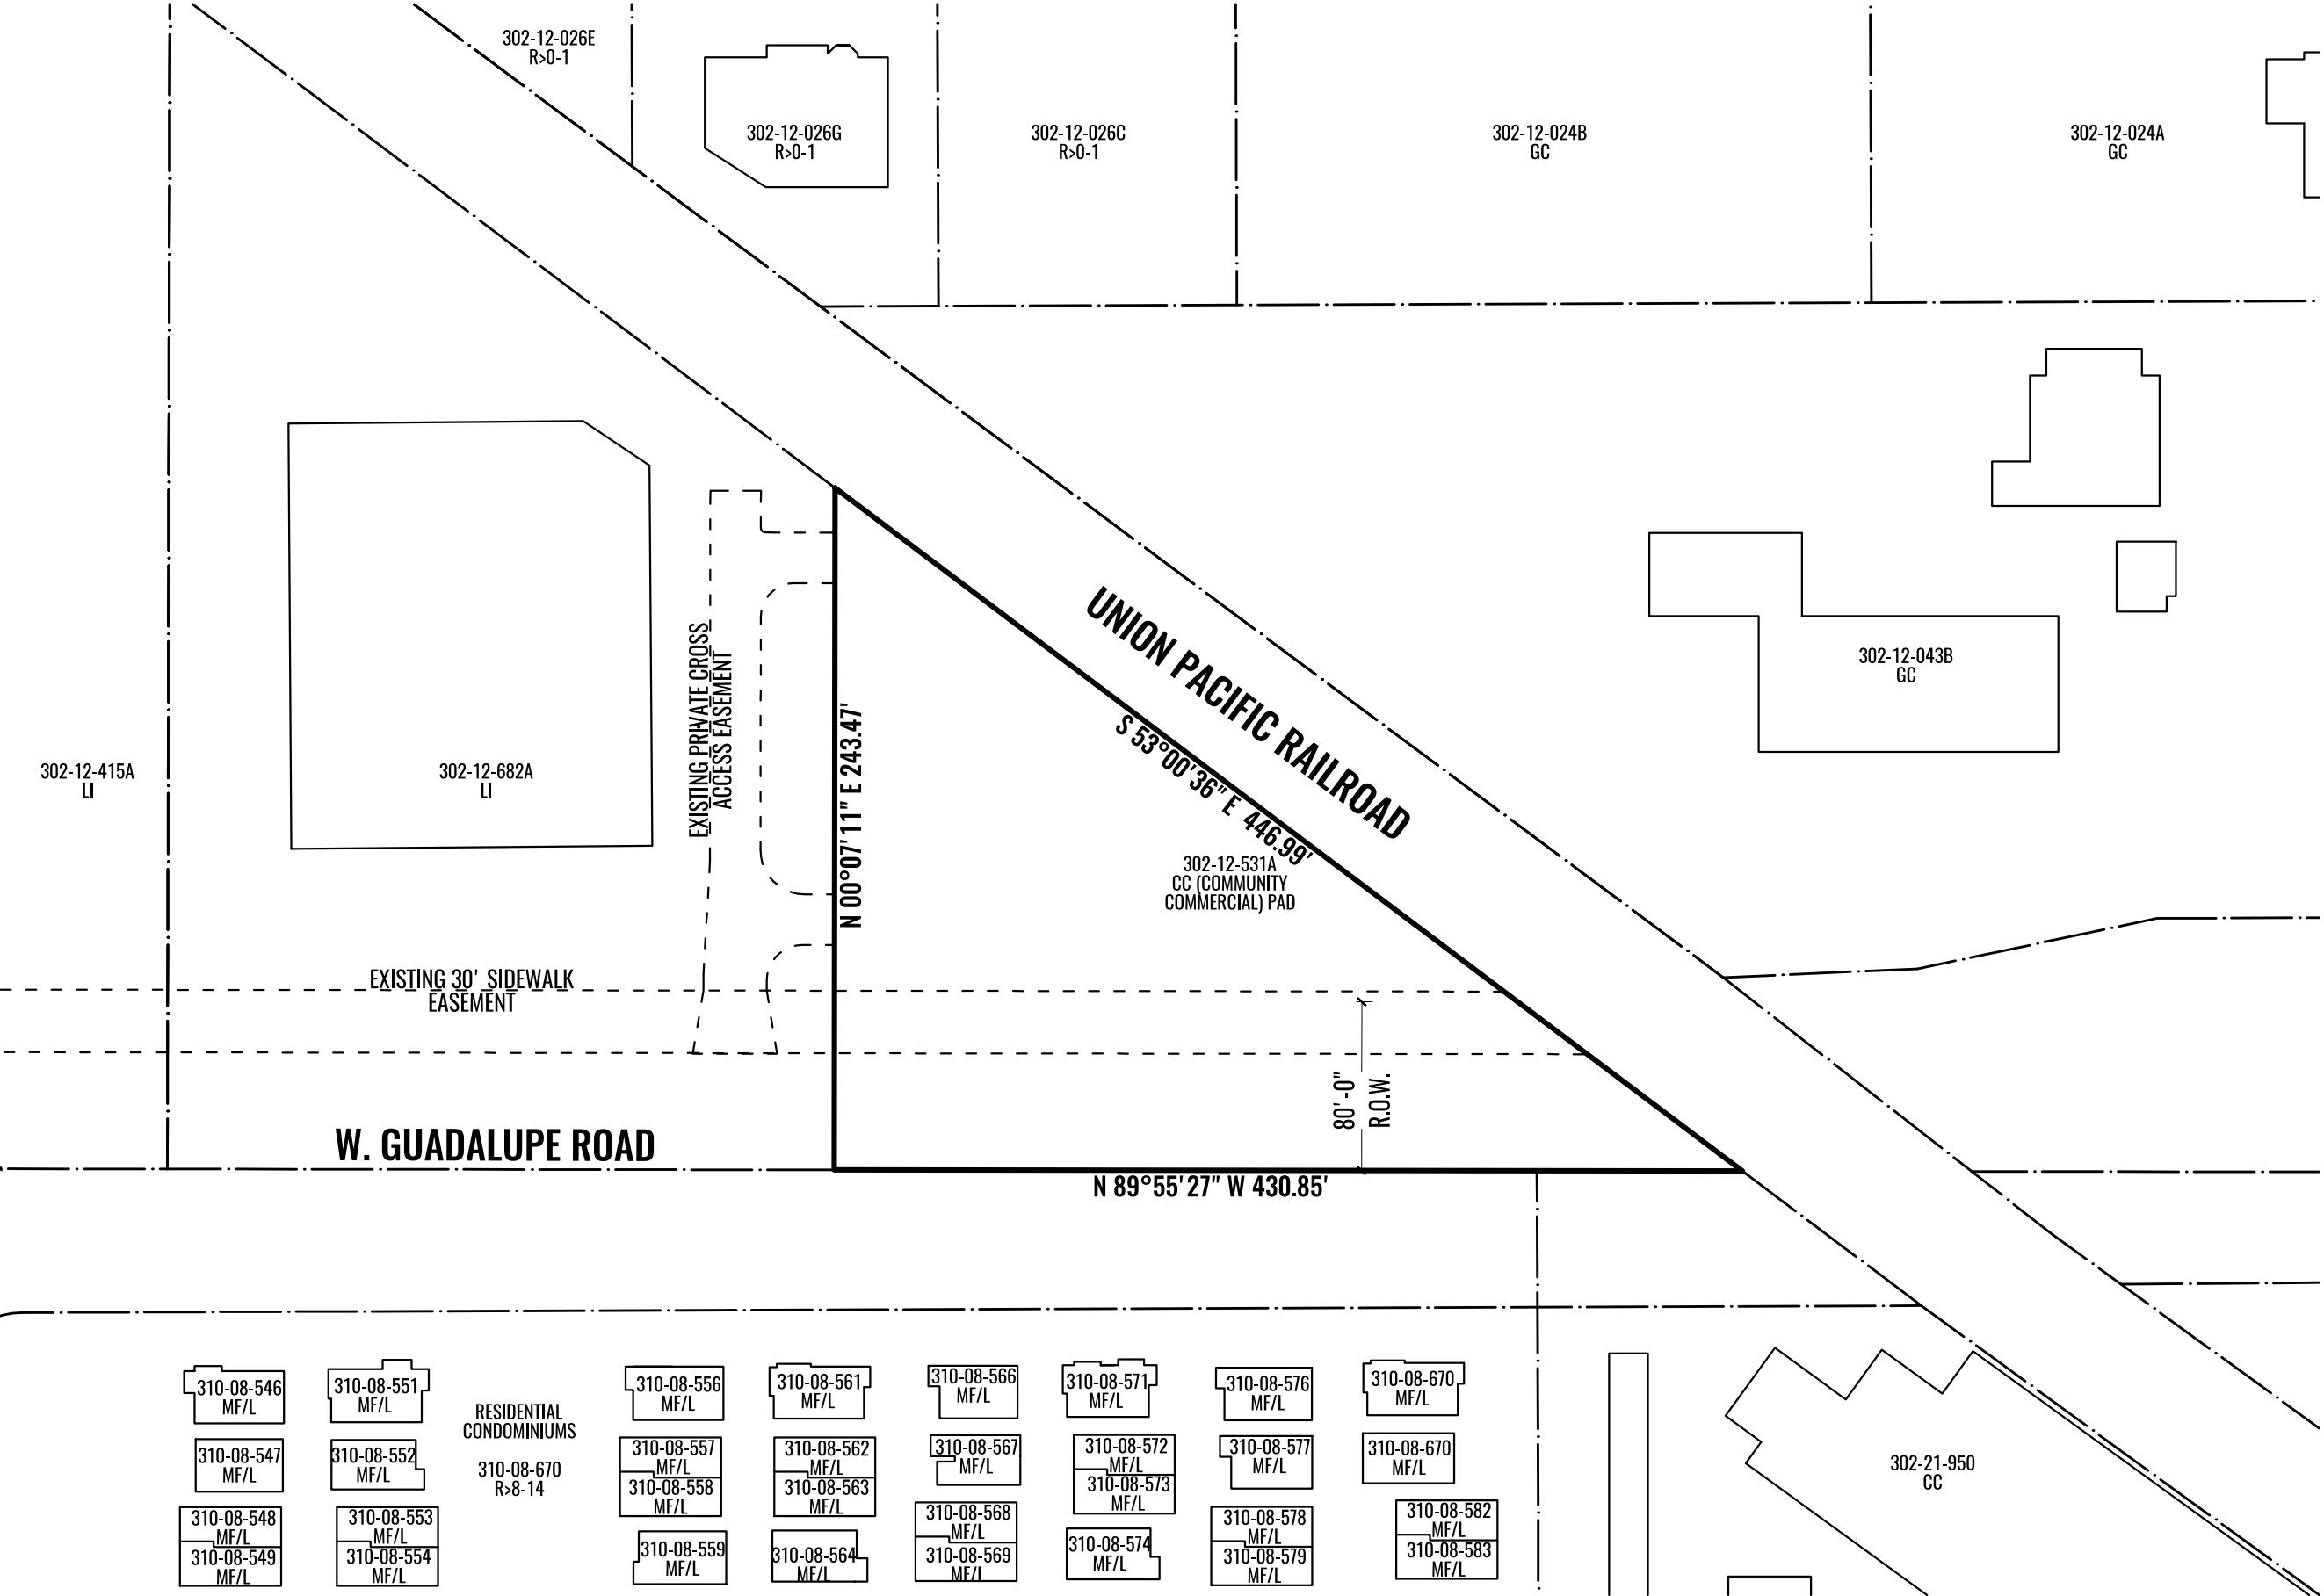 302-12-026E
R>0-1
302-12-026G
R>0-1
302-12-026C
R>0-1
302-12-024B
GC
302-12-024A
GC
UNION PACIFIC RAILROAD
S 53°00'36" E 446.99'
302-12-043B
GC
302-12-415A
LI
302-12-682A
LI
EXISTING PRIVATE CROSS
ACCESS EASEMENT
N 00°07'11" E 243.47'
302-12-531A
CC (COMMUNITY
COMMERCIAL) PAD
EXISTING 30' SIDEWALK
EASEMENT
80'-0"
R.O.W.
W. GUADALUPE ROAD
N 89°55'27" W 430.85'
310-08-546
MF/L
310-08-547
MF/L
310-08-548
MF/L
310-08-549
MF/L
310-08-551
MF/L
310-08-552
MF/L
310-08-553
MF/L
310-08-554
MF/L
RESIDENTIAL
CONDOMINIUMS
310-08-670
R>8-14
310-08-556
MF/L
310-08-557
MF/L
310-08-558
MF/L
310-08-559
MF/L
310-08-561
MF/L
310-08-562
MF/L
310-08-563
MF/L
310-08-564
MF/L
310-08-566
MF/L
310-08-567
MF/L
310-08-568
MF/L
310-08-569
MF/L
310-08-571
MF/L
310-08-572
MF/L
310-08-573
MF/L
310-08-574
MF/L
310-08-576
MF/L
310-08-577
MF/L
310-08-578
MF/L
310-08-579
MF/L
310-08-670
MF/L
310-08-670
MF/L
310-08-582
MF/L
310-08-583
MF/L
302-21-950
CC